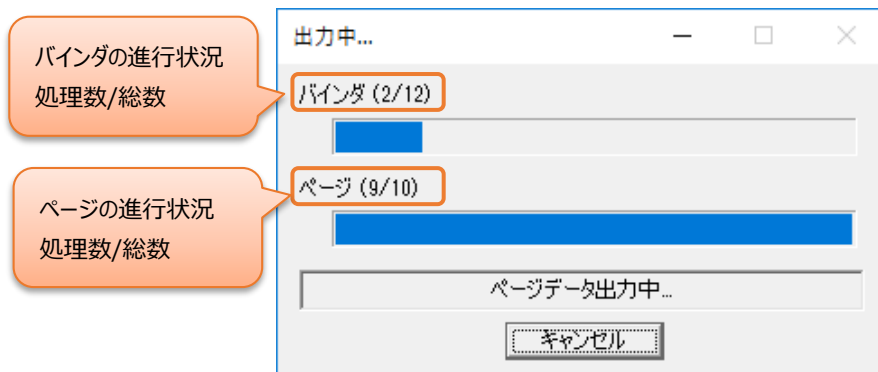 バインダの進行状況
処理数/総数
出力中...
バインダ (2/12)
ページの進行状況
処理数/総数
ページ (9/10)
ページデータ出力中...
キャンセル